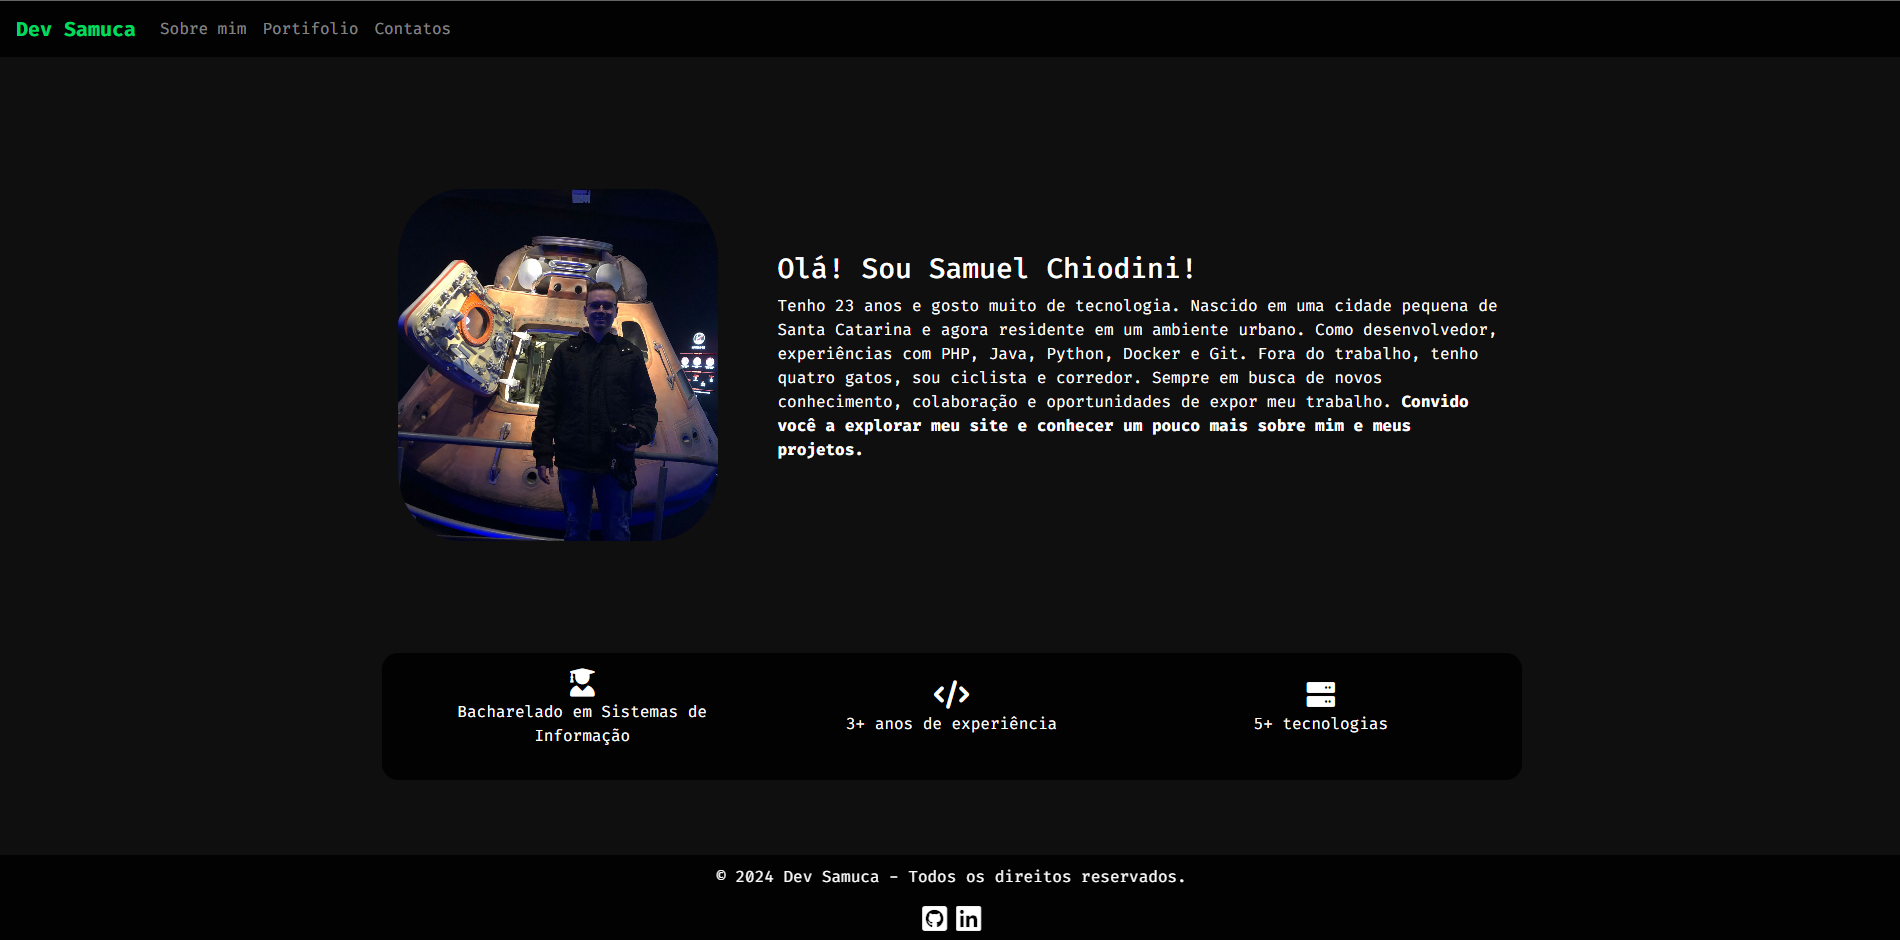 Dev Samuca Sobre mim Portifolio Contatos
Olá! Sou Samuel Chiodini!
Tenho 23 anos e gosto muito de tecnologia. Nascido em uma cidade pequena de
Santa Catarina e agora residente em um ambiente urbano. Como desenvolvedor,
experiências com PHP, Java, Python, Docker e Git. Fora do trabalho, tenho
quatro gatos, sou ciclista e corredor. Sempre em busca de novos
conhecimento, colaboração e oportunidades de expor meu trabalho. Convido
você a explorar meu site e conhecer um pouco mais sobre mim e meus
projetos.
Bacharelado em Sistemas de
Informação
3+ anos de experiência
5+ tecnologias
© 2024 Dev Samuca - Todos os direitos reservados.
in